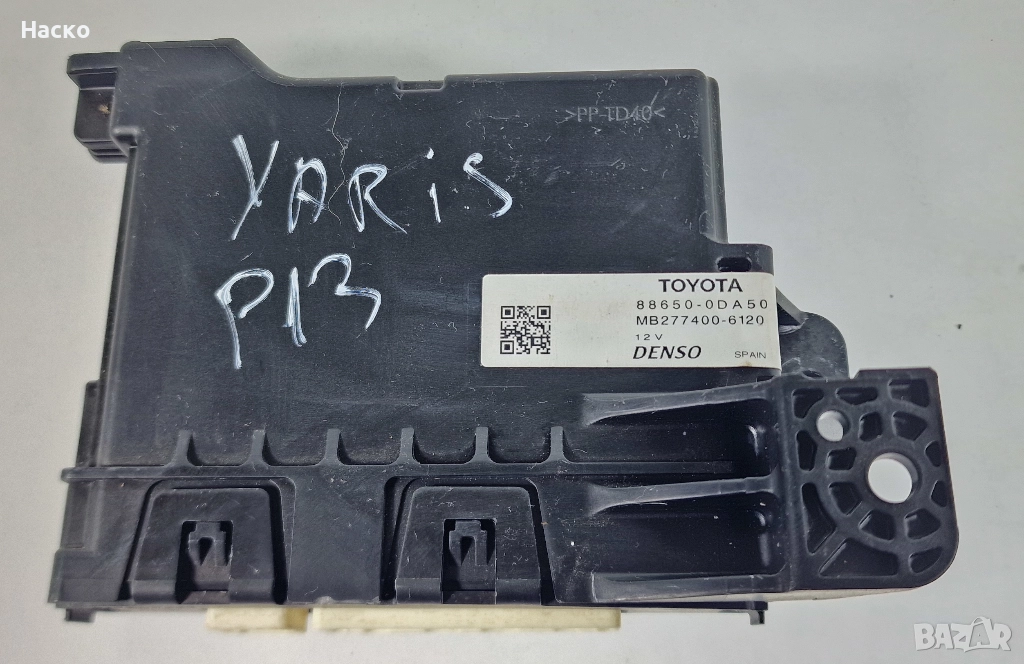 Наско
>PP-TD40<
YARiS
P13
TOYOTA
88650-0DA50
MB277400-6120
12V
DENSO SPAIN
BAZAR